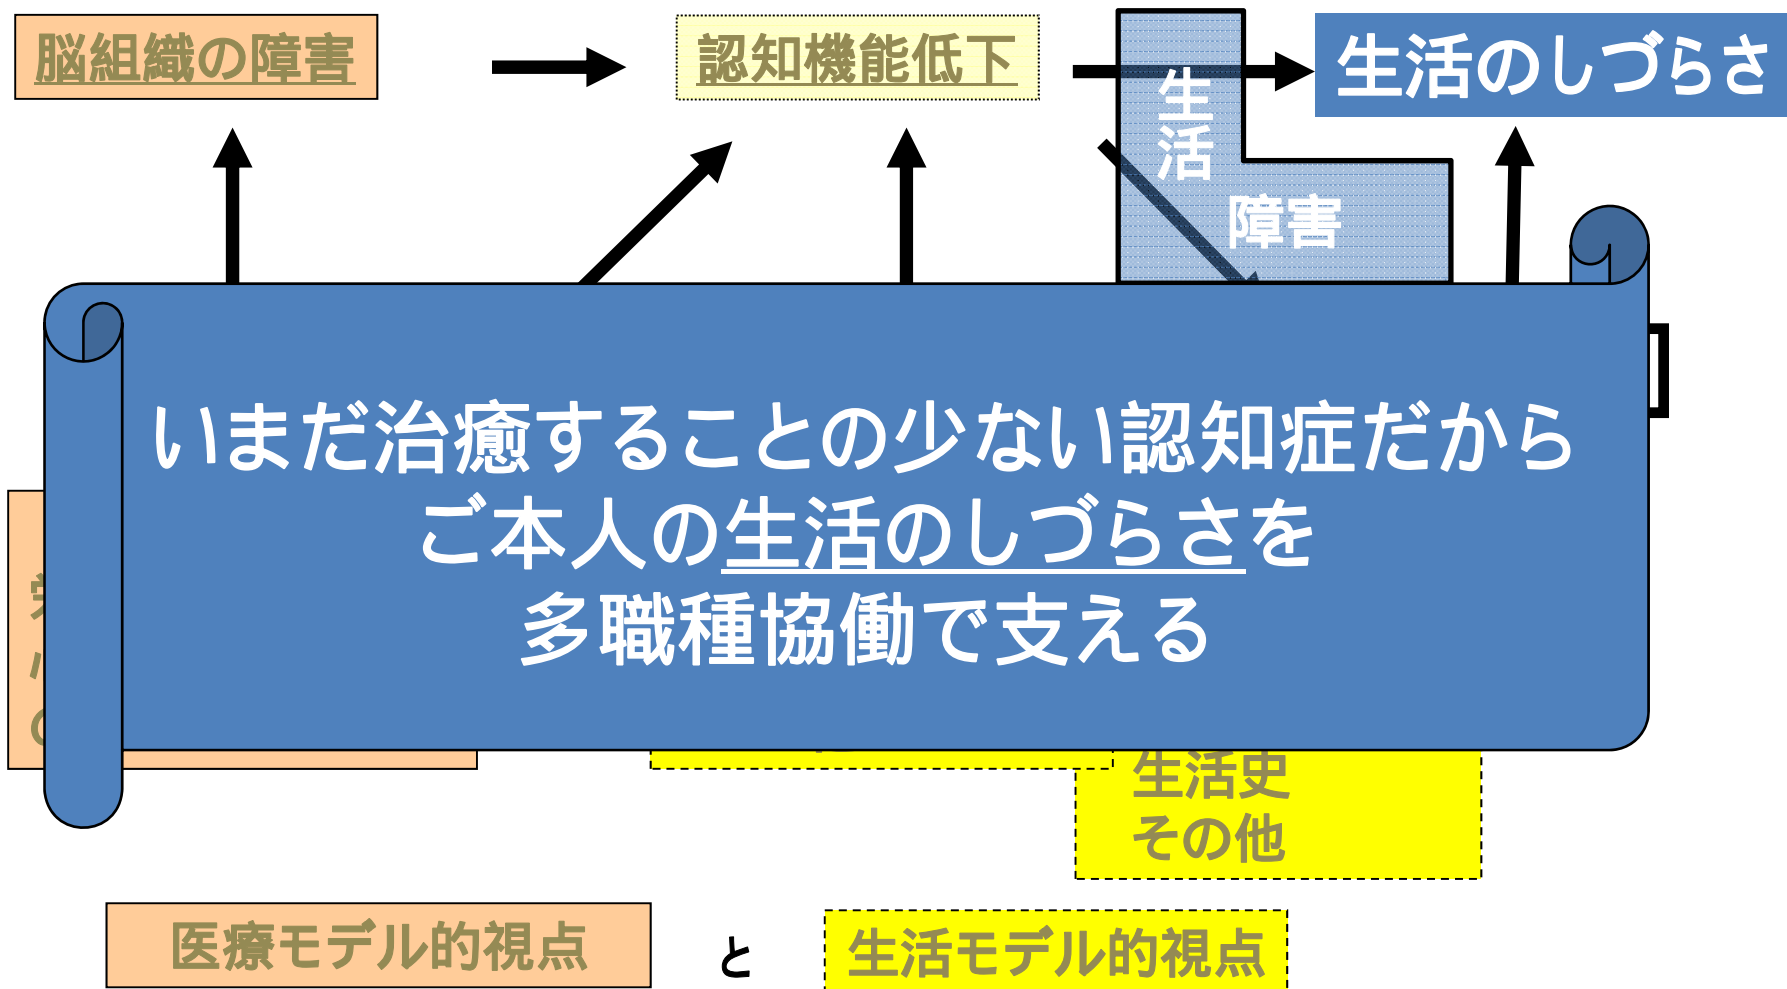 脳組織の障害
認知機能低下
生活のしづらさ
生活
障害
いまだ治癒することの少ない認知症だから
ご本人の生活のしづらさを
多職種協働で支える
の
生活史
その他
医療モデル的視点
と
生活モデル的視点